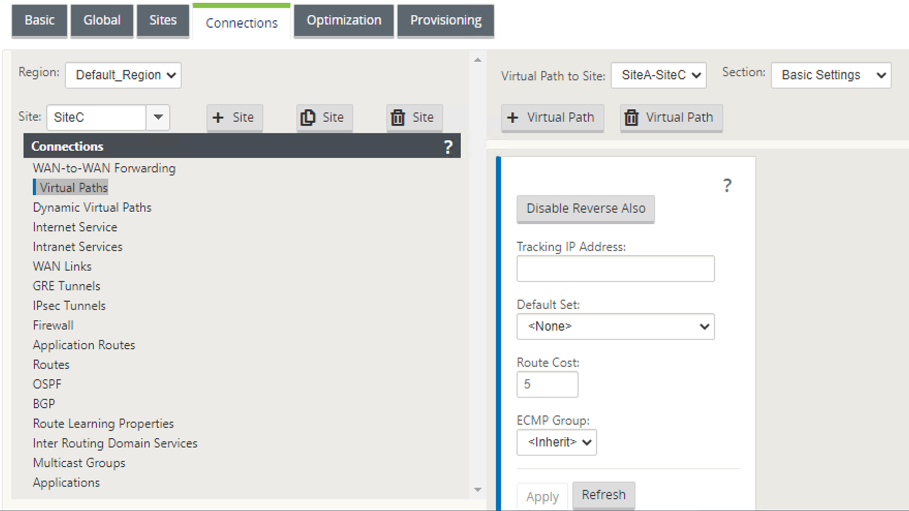 Basic Global Sites Connections Optimization Provisioning
Region: Default_Region
Site: SiteC + Site Site Site
Connections ?
WAN-to-WAN Forwarding
Virtual Paths
Dynamic Virtual Paths
Internet Service
Intranet Services
WAN Links
GRE Tunnels
IPsec Tunnels
Firewall
Application Routes
Routes
OSPF
BGP
Route Learning Properties
Inter Routing Domain Services
Multicast Groups
Applications
Virtual Path to Site: SiteA-SiteC Section: Basic Settings
+ Virtual Path Virtual Path
?
Disable Reverse Also
Tracking IP Address:
Default Set:
<None>
Route Cost:
5
ECMP Group:
<Inherit>
Apply Refresh